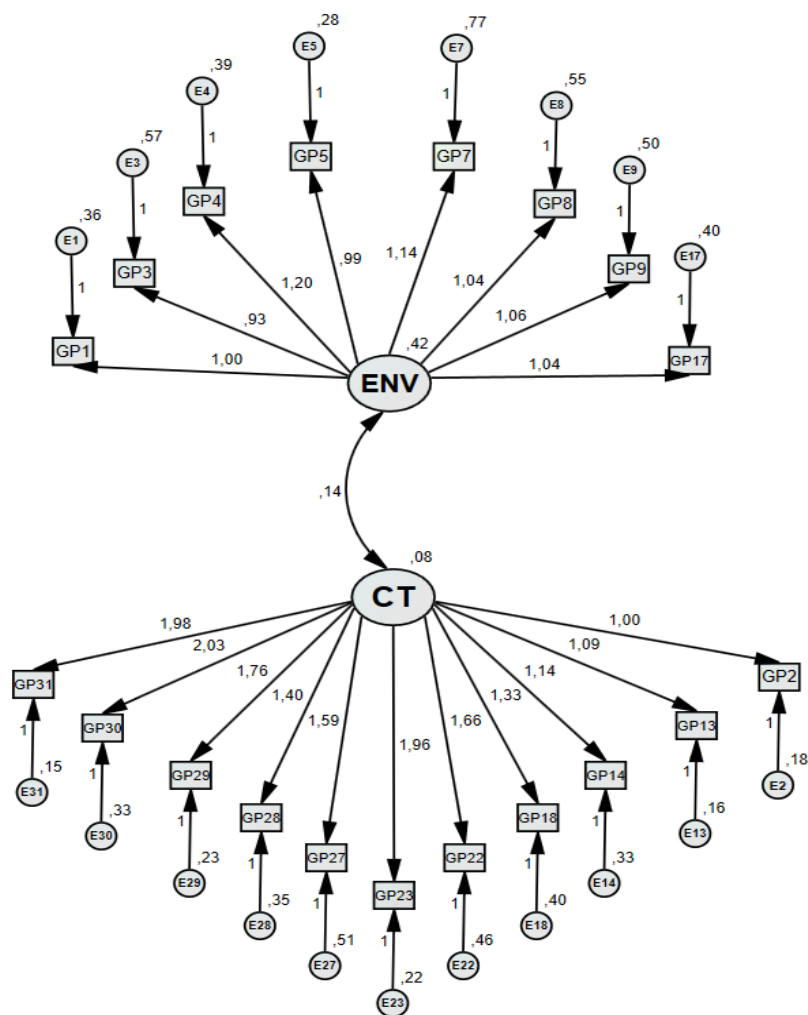 ,28
E5
,77
E7
,39
E4
1
1
,55
E8
,57
E3
1
GP5
GP7
1
,50
E9
,36
E1
1
GP4
GP8
1
,40
E17
1
GP3
GP9
1
,99
1,14
1,20
1,04
,93
1,06
GP1
,42
GP17
1,00
ENV
1,04
,14
,08
CT
1,98
1,00
2,03
1,09
1,76
1,14
1,40
1,33
1,59
1,66
1,96
GP31
GP2
GP30
GP13
1
1
GP29
GP14
1
1
,15
,18
E31
E2
GP28
GP18
1
1
,33
,16
E30
E13
GP27
GP22
1
1
,23
,33
E29
E14
GP23
1
1
,35
,40
E28
E18
1
,51
,46
E27
E22
,22
E23